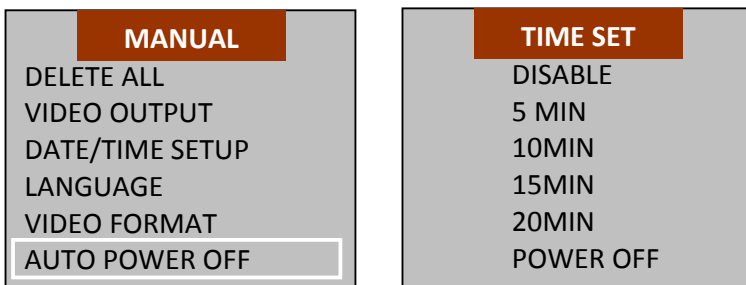 MANUAL
DELETE ALL
VIDEO OUTPUT
DATE/TIME SETUP
LANGUAGE
VIDEO FORMAT
AUTO POWER OFF
TIME SET
DISABLE
5 MIN
10MIN
15MIN
20MIN
POWER OFF